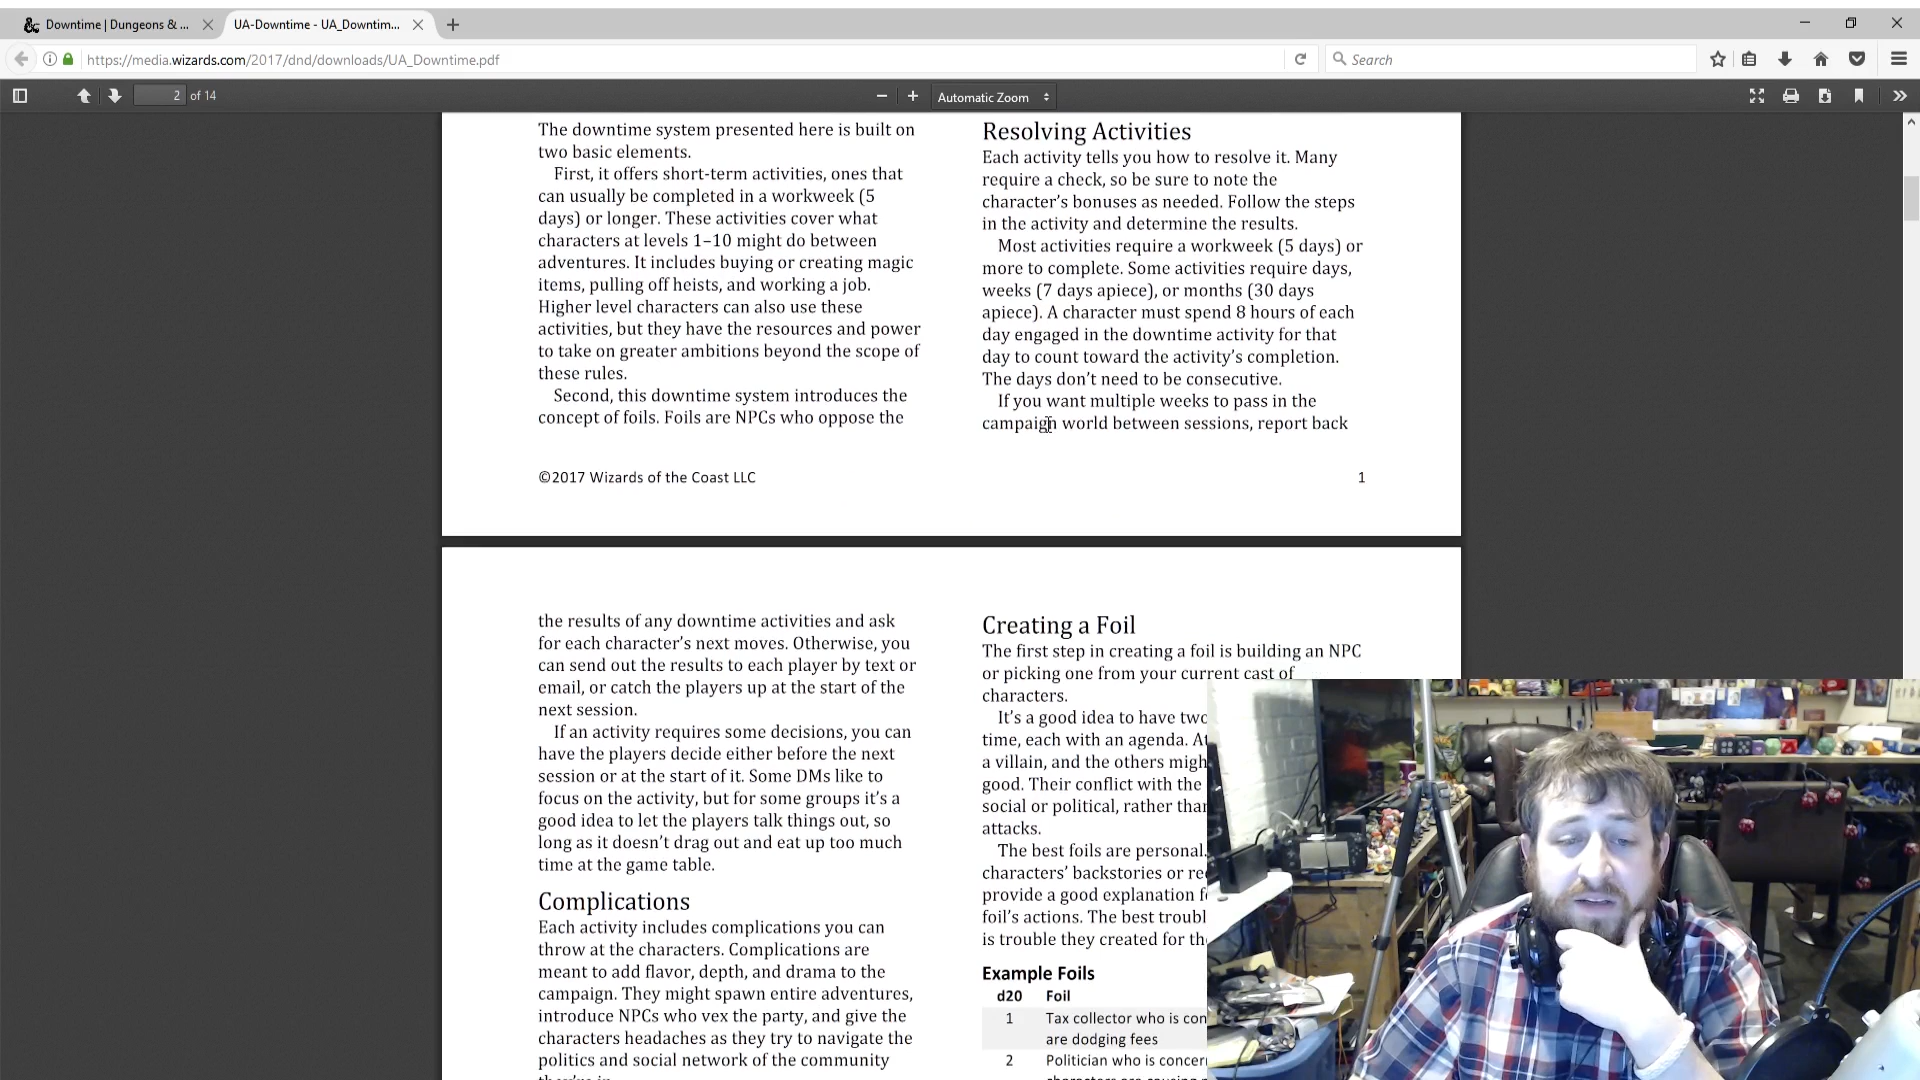 Downtime | Dungeons & ...
UA-Downtime - UA_Downtim...
https://media.wizards.com/2017/dnd/downloads/UA_Downtime.pdf
Search
2 of 14
Automatic Zoom
The downtime system presented here is built on
two basic elements.
First, it offers short-term activities, ones that
can usually be completed in a workweek (5
days) or longer. These activities cover what
characters at levels 1–10 might do between
adventures. It includes buying or creating magic
items, pulling off heists, and working a job.
Higher level characters can also use these
activities, but they have the resources and power
to take on greater ambitions beyond the scope of
these rules.
Second, this downtime system introduces the
concept of foils. Foils are NPCs who oppose the
Resolving Activities
Each activity tells you how to resolve it. Many
require a check, so be sure to note the
character’s bonuses as needed. Follow the steps
in the activity and determine the results.
Most activities require a workweek (5 days) or
more to complete. Some activities require days,
weeks (7 days apiece), or months (30 days
apiece). A character must spend 8 hours of each
day engaged in the downtime activity for that
day to count toward the activity’s completion.
The days don’t need to be consecutive.
If you want multiple weeks to pass in the
campaign world between sessions, report back
©2017 Wizards of the Coast LLC
1
the results of any downtime activities and ask
for each character’s next moves. Otherwise, you
can send out the results to each player by text or
email, or catch the players up at the start of the
next session.
If an activity requires some decisions, you can
have the players decide either before the next
session or at the start of it. Some DMs like to
focus on the activity, but for some groups it’s a
good idea to let the players talk things out, so
long as it doesn’t drag out and eat up too much
time at the game table.
Complications
Each activity includes complications you can
throw at the characters. Complications are
meant to add flavor, depth, and drama to the
campaign. They might spawn entire adventures,
introduce NPCs who vex the party, and give the
characters headaches as they try to navigate the
politics and social network of the community
they’re in.
Creating a Foil
The first step in creating a foil is building an NPC
or picking one from your current cast of
characters.
It’s a good idea to have two
time, each with an agenda. At
a villain, and the others migh
good. Their conflict with the
social or political, rather than
attacks.
The best foils are personal.
characters’ backstories or re
provide a good explanation f
foil’s actions. The best troubl
is trouble they created for th
Example Foils
d20 Foil
1 Tax collector who is con
are dodging fees
2 Politician who is concer
characters are causing